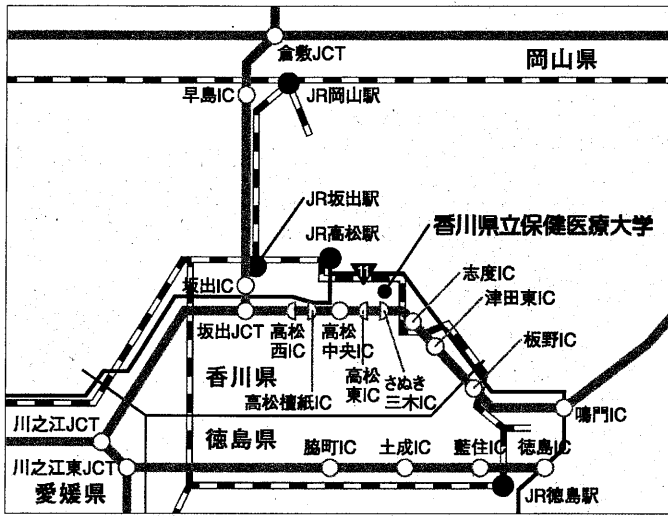 倉敷JCT
岡山県
早島IC
JR岡山駅
JR坂出駅
JR高松駅
香川県立保健医療大学
11
志度IC
坂出IC
津田東IC
坂出JCT
高松
西IC
高松
中央IC
板野IC
香川県
高松檀紙IC
高松
東IC
さぬき
三木IC
川之江JCT
徳島県
鳴門IC
川之江東JCT
脇町IC
土成IC
藍住IC
徳島IC
愛媛県
JR徳島駅